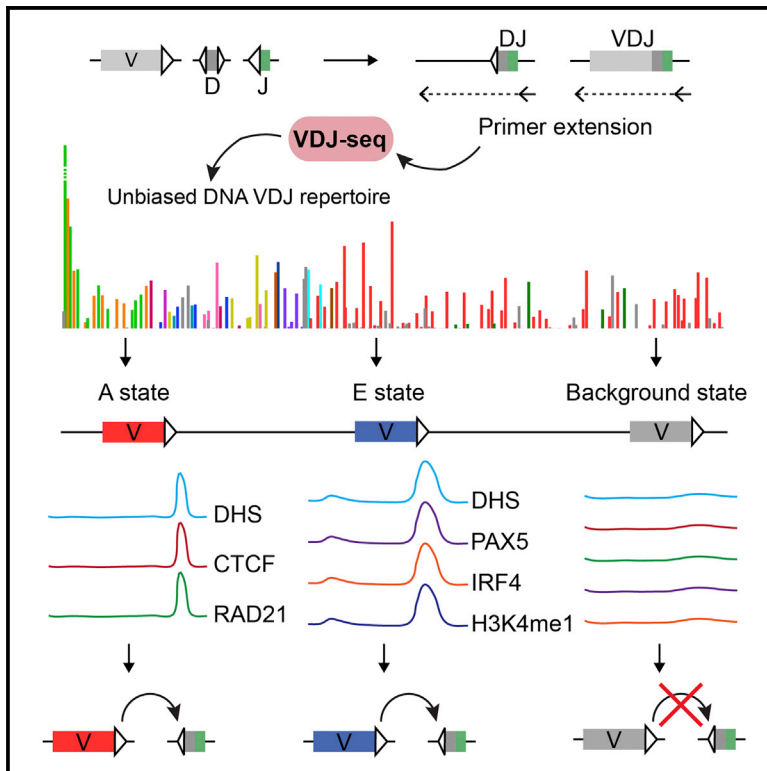 V
D
J
DJ
VDJ
Primer extension
VDJ-seq
Unbiased DNA VDJ repertoire
A state
E state
Background state
V
V
V
DHS
CTCF
RAD21
DHS
PAX5
IRF4
H3K4me1
V
V
V